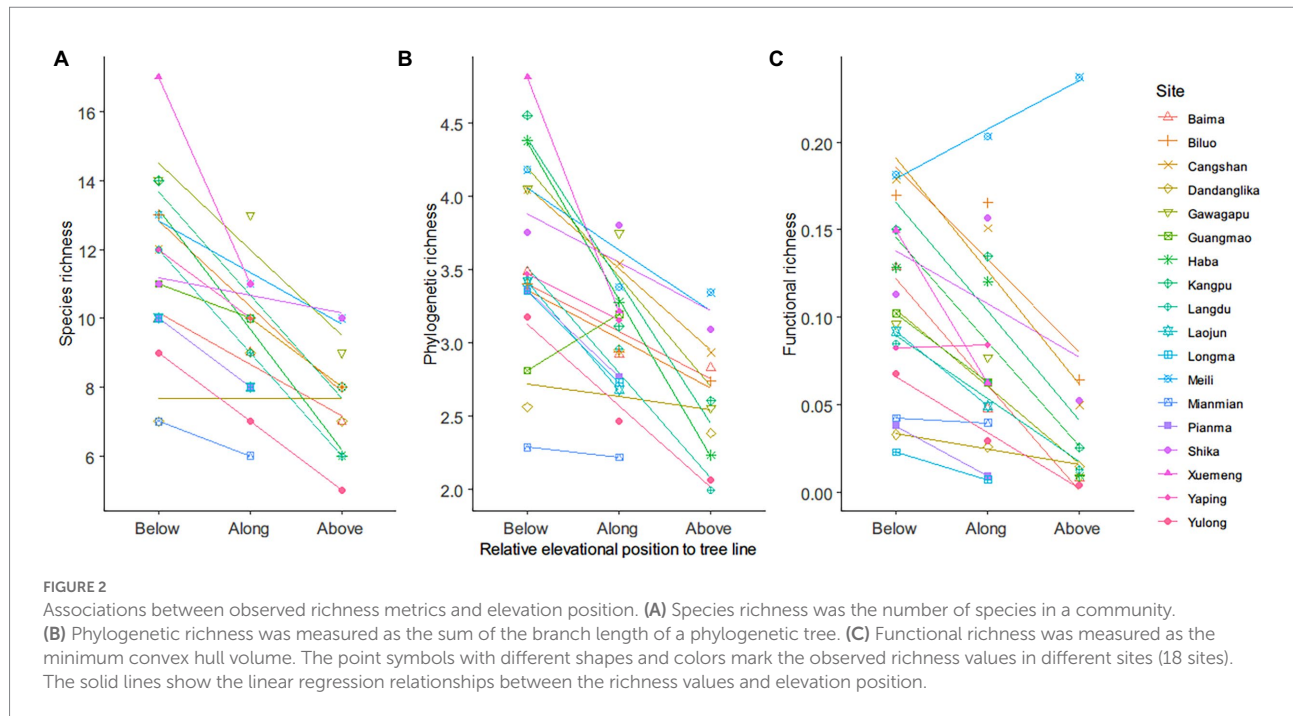 A
B
C
16
14
12
10
8
6
Species richness
Below
Along
Above
4.5
4.0
3.5
3.0
2.5
2.0
Phylogenetic richness
Below
Along
Above
Relative elevational position to tree line
0.20
0.15
0.10
0.05
0.00
Functional richness
Below
Along
Above
Site
Baima
Biluo
Cangshan
Dandanglika
Gawagapu
Guangmao
Haba
Kangpu
Langdu
Laojun
Longma
Meili
Mianmian
Pianma
Shika
Xuemeng
Yaping
Yulong
FIGURE 2
Associations between observed richness metrics and elevation position. (A) Species richness was the number of species in a community.
(B) Phylogenetic richness was measured as the sum of the branch length of a phylogenetic tree. (C) Functional richness was measured as the
minimum convex hull volume. The point symbols with different shapes and colors mark the observed richness values in different sites (18 sites).
The solid lines show the linear regression relationships between the richness values and elevation position.